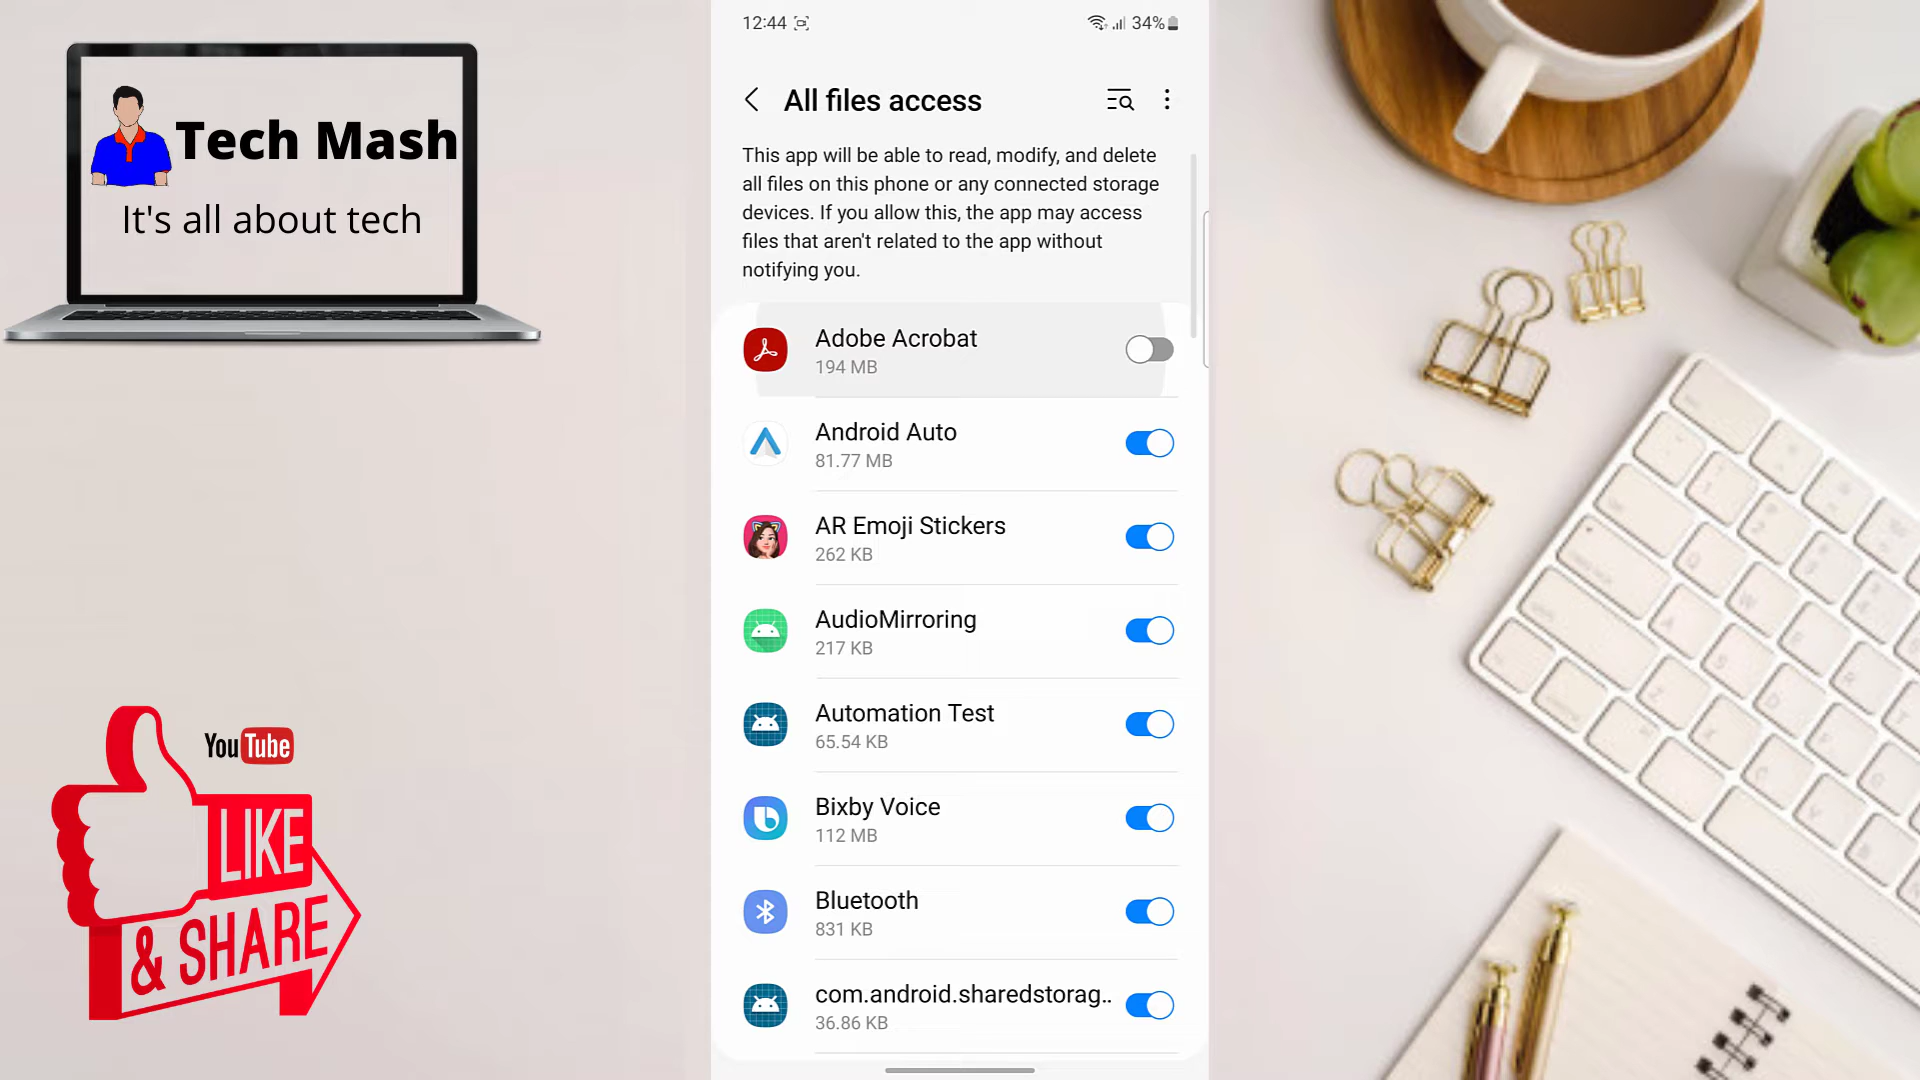 Tech Mash
It's all about tech
YouTube
LIKE
& SHARE
12:44
34%
All files access
This app will be able to read, modify, and delete
all files on this phone or any connected storage
devices. If you allow this, the app may access
files that aren't related to the app without
notifying you.
Adobe Acrobat
194 MB
Android Auto
81.77 MB
AR Emoji Stickers
262 KB
AudioMirroring
217 KB
Automation Test
65.54 KB
Bixby Voice
112 MB
Bluetooth
831 KB
com.android.sharedstorag..
36.86 KB